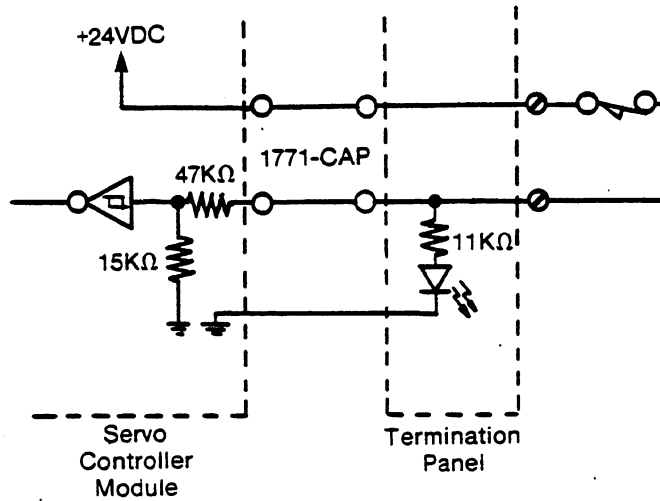 +24VDC
1771-CAP
47KΩ
15KΩ
11KΩ
Servo
Controller
Module
Termination
Panel